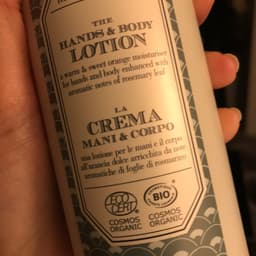 THE
HANDS & BODY
LOTION
a warm & sweet orange moisturiser
for hands and body enhanced with
aromatic notes of rosemary leaf
LA
CREMA
MANI & CORPO
una lozione per le mani e il corpo
all'arancia dolce arricchita da note
aromatiche di foglie di rosmarino
ECO
CERT
BIO
COSMOS
ORGANIC
COSMOS
ORGANIC